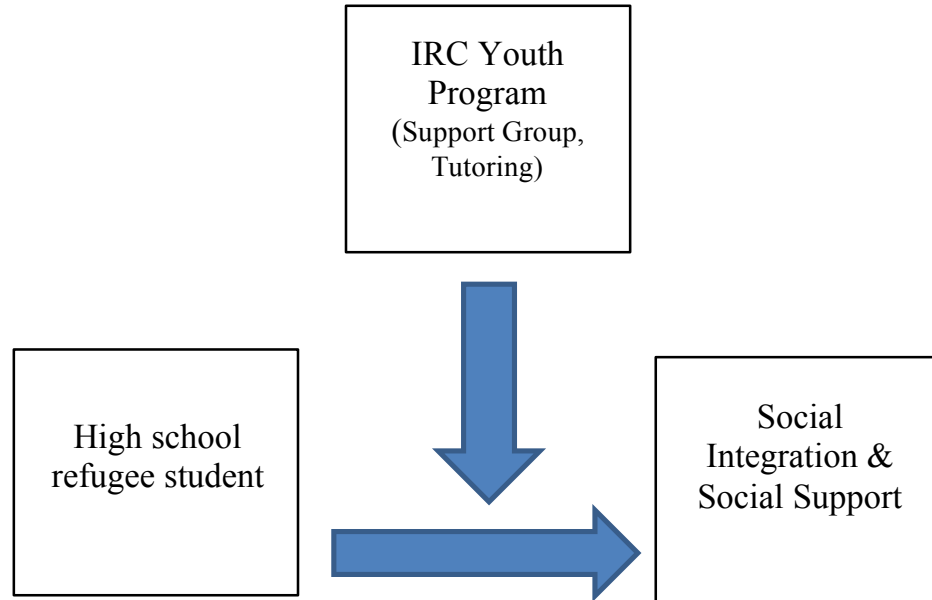 IRC Youth
Program
(Support Group,
Tutoring)
High school
refugee student
Social
Integration &
Social Support